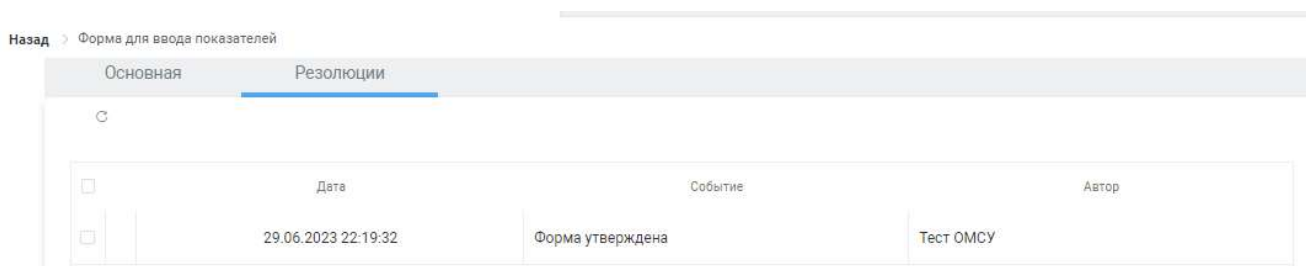 Назад > Форма для ввода показателей
Основная Резолюции
Дата Событие Автор
29.06.2023 22:19:32 Форма утверждена Тест ОМСУ